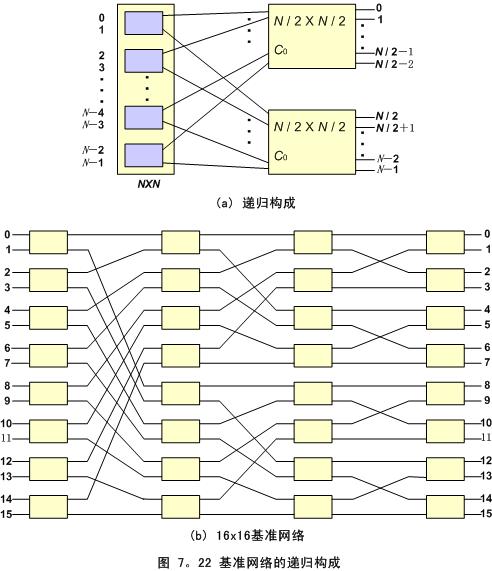 0
1
2
3
N-4
N-3
N-2
N-1
NXN
N / 2 X N / 2
C0
0
1
N/2-1
N/2-2
N / 2 X N / 2
C0
N/2
N/2+1
N-2
N-1
(a) 递归构成
0 0
1 1
2 2
3 3
4 4
5 5
6 6
7 7
8 8
9 9
10 10
11 11
12 12
13 13
14 14
15 15
(b) 16x16基准网络
图 7。22 基准网络的递归构成